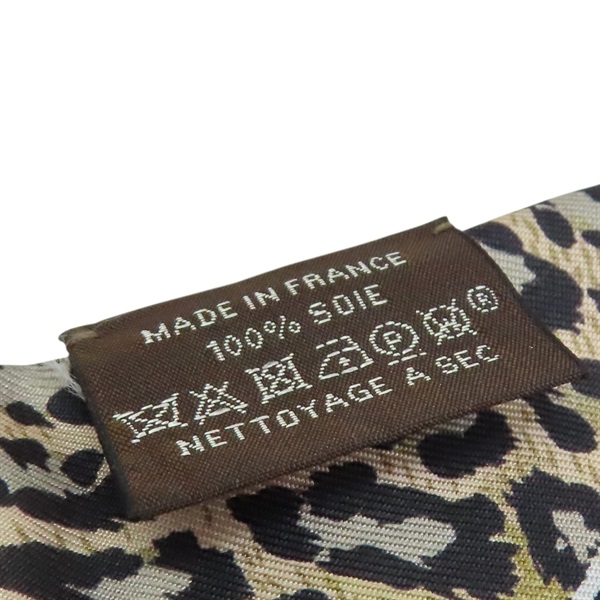 MADE IN FRANCE
100% SOIE
P W ®
NETTOYAGE A SEC